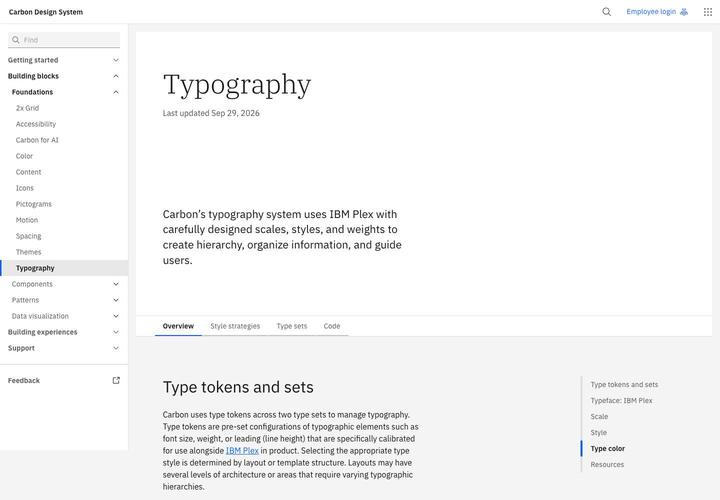 Carbon Design System
Employee login
Find
Getting started
Building blocks
Foundations
2x Grid
Accessibility
Carbon for AI
Color
Content
Icons
Pictograms
Motion
Spacing
Themes
Typography
Components
Patterns
Data visualization
Building experiences
Support
Feedback
Typography
Last updated Sep 29, 2026
Carbon’s typography system uses IBM Plex with
carefully designed scales, styles, and weights to
create hierarchy, organize information, and guide
users.
Overview
Style strategies
Type sets
Code
Type tokens and sets
Carbon uses type tokens across two type sets to manage typography.
Type tokens are pre-set configurations of typographic elements such as
font size, weight, or leading (line height) that are specifically calibrated
for use alongside IBM Plex in product. Selecting the appropriate type
style is determined by layout or template structure. Layouts may have
several levels of architecture or areas that require varying typographic
hierarchies.
Type tokens and sets
Typeface: IBM Plex
Scale
Style
Type color
Resources